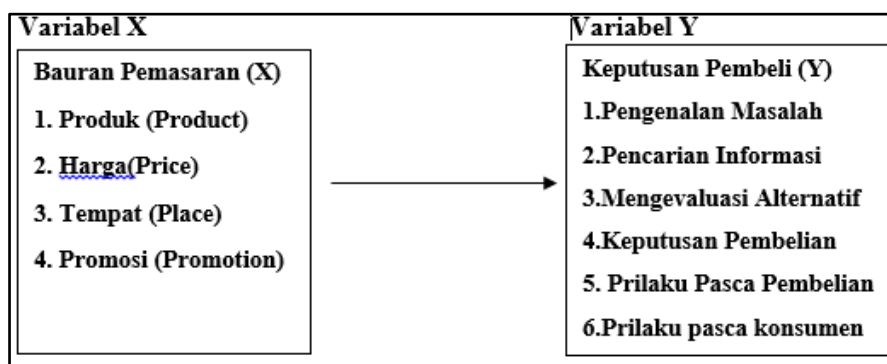 Variabel X
Bauran Pemasaran (X)
1. Produk (Product)
2. Harga(Price)
3. Tempat (Place)
4. Promosi (Promotion)
Variabel Y
Keputusan Pembeli (Y)
1.Pengenalan Masalah
2.Pencarian Informasi
3.Mengevaluasi Alternatif
4.Keputusan Pembelian
5. Prilaku Pasca Pembelian
6.Prilaku pasca konsumen